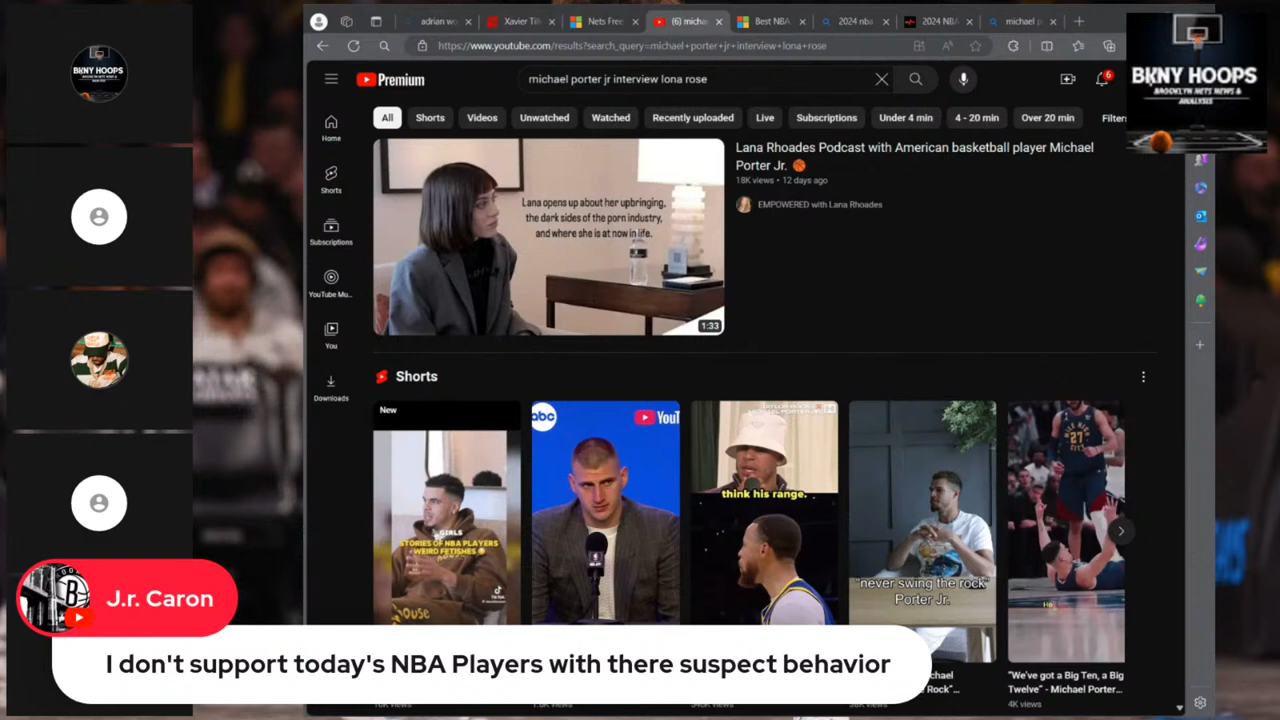 adrian wo
Xavier Till
Nets Free
(6) micha
Best NBA
2024 nba
2024 NBA
michael p
https://www.youtube.com/results?search_query=michael+porter+jr+interview+lona+rose
Premium
michael porter jr interview lona rose
6
BKNY HOOPS
BROOKLYN NETS NEWS &
ANALYSIS
BKNY HOOPS
All
Shorts
Videos
Unwatched
Watched
Recently uploaded
Live
Subscriptions
Under 4 min
4 - 20 min
Over 20 min
Filters
Home
Shorts
Subscriptions
YouTube Mu...
You
Downloads
Lana opens up about her upbringing,
the dark sides of the porn industry,
and where she is at now in life.
1:33
Lana Rhoades Podcast with American basketball player Michael
Porter Jr. 🏀
18K views • 12 days ago
EMPOWERED with Lana Rhoades
Shorts
New
GIRLS
STORIES OF NBA PLAYERS
WEIRD FETISHES
TikTok
House
abc
YouT
think his range.
"never swing the rock"
Porter Jr.
27
"We've got a Big Ten, a Big
Twelve" - Michael Porter...
4K views
chael
Rock"...
J.r. Caron
I don't support today's NBA Players with there suspect behavior